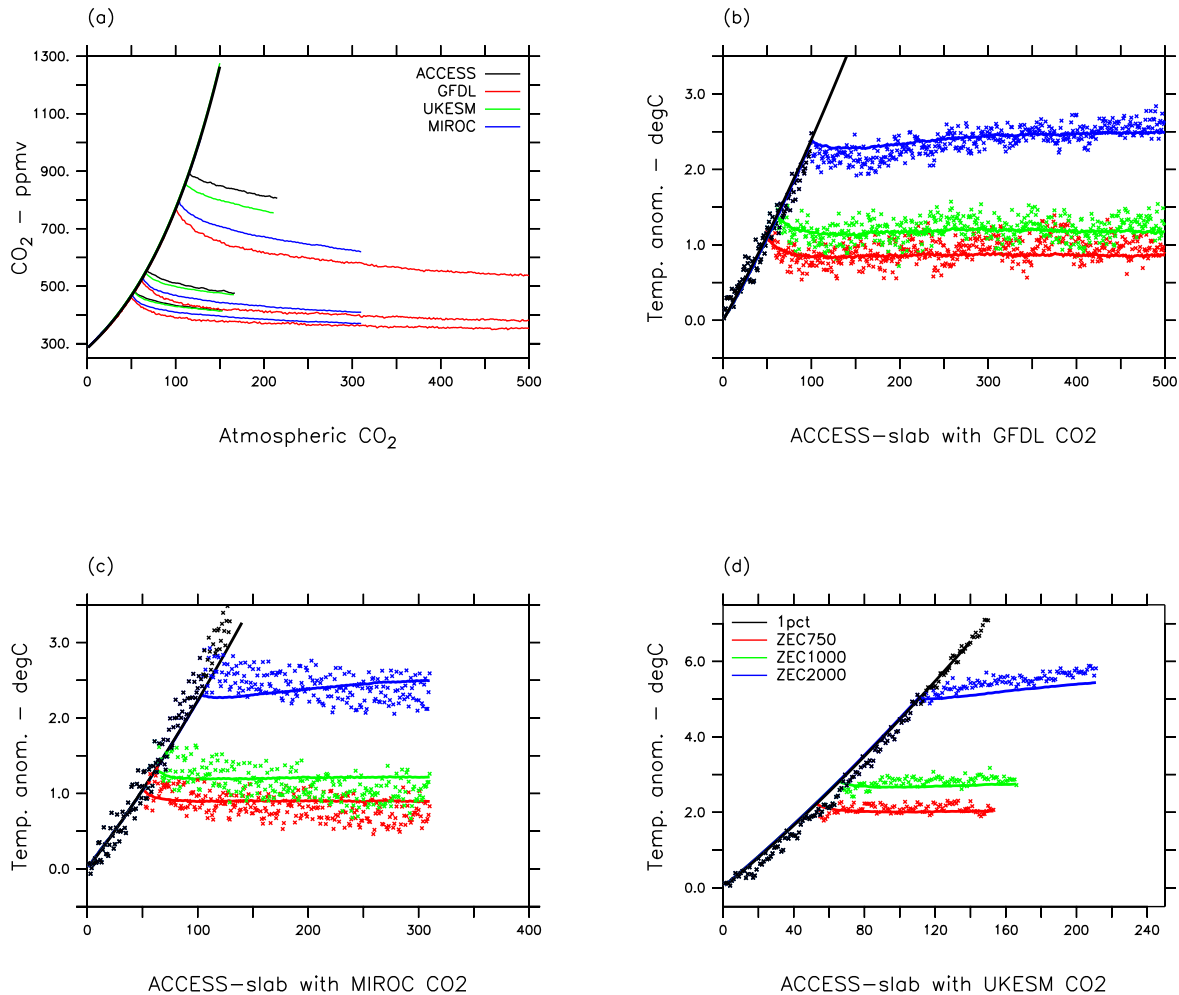 (a)
1300.
1100.
900.
700.
500.
300.
CO2 - ppmv
ACCESS
GFDL
UKESM
MIROC
0 100 200 300 400 500
Atmospheric CO2
(b)
3.0
2.0
1.0
0.0
Temp. anom. - degC
0 100 200 300 400 500
ACCESS-slab with GFDL CO2
(c)
3.0
2.0
1.0
0.0
Temp. anom. - degC
0 100 200 300 400
ACCESS-slab with MIROC CO2
(d)
6.0
4.0
2.0
0.0
Temp. anom. - degC
1pct
ZEC750
ZEC1000
ZEC2000
0 40 80 120 160 200 240
ACCESS-slab with UKESM CO2